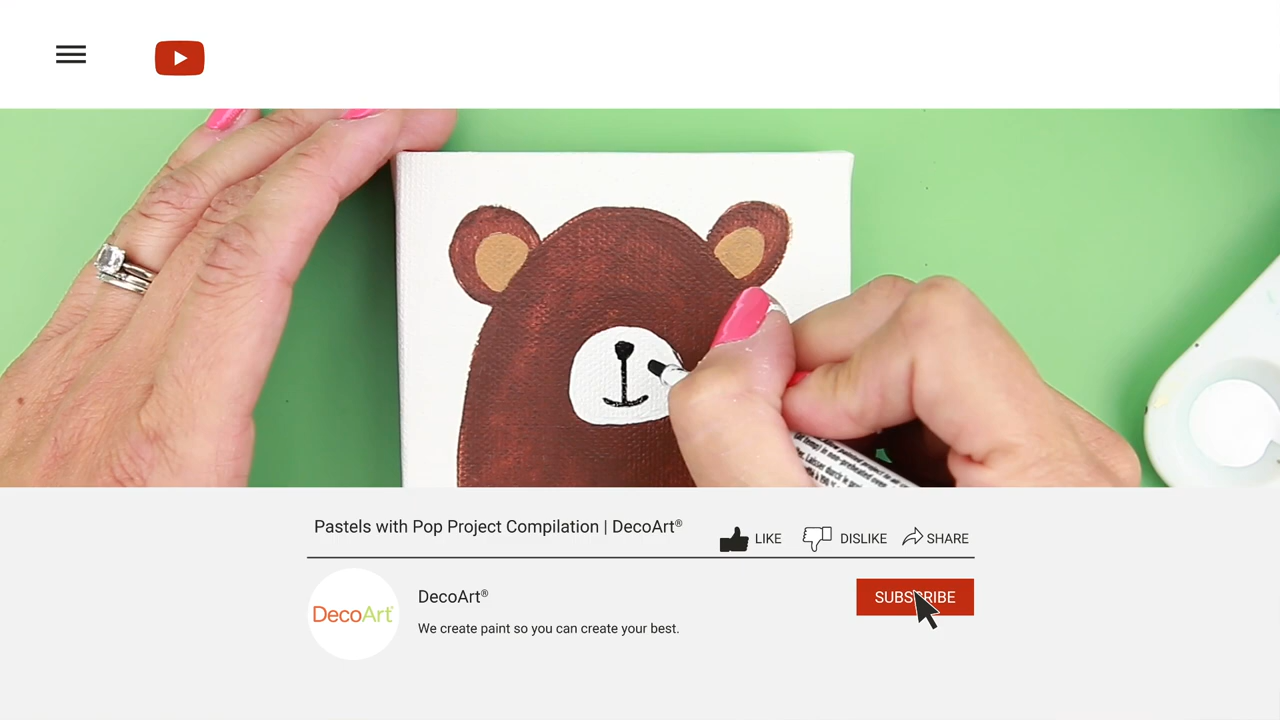 Pastels with Pop Project Compilation | DecoArt®
LIKE
DISLIKE
SHARE
DecoArt
DecoArt®
We create paint so you can create your best.
SUBSCRIBE